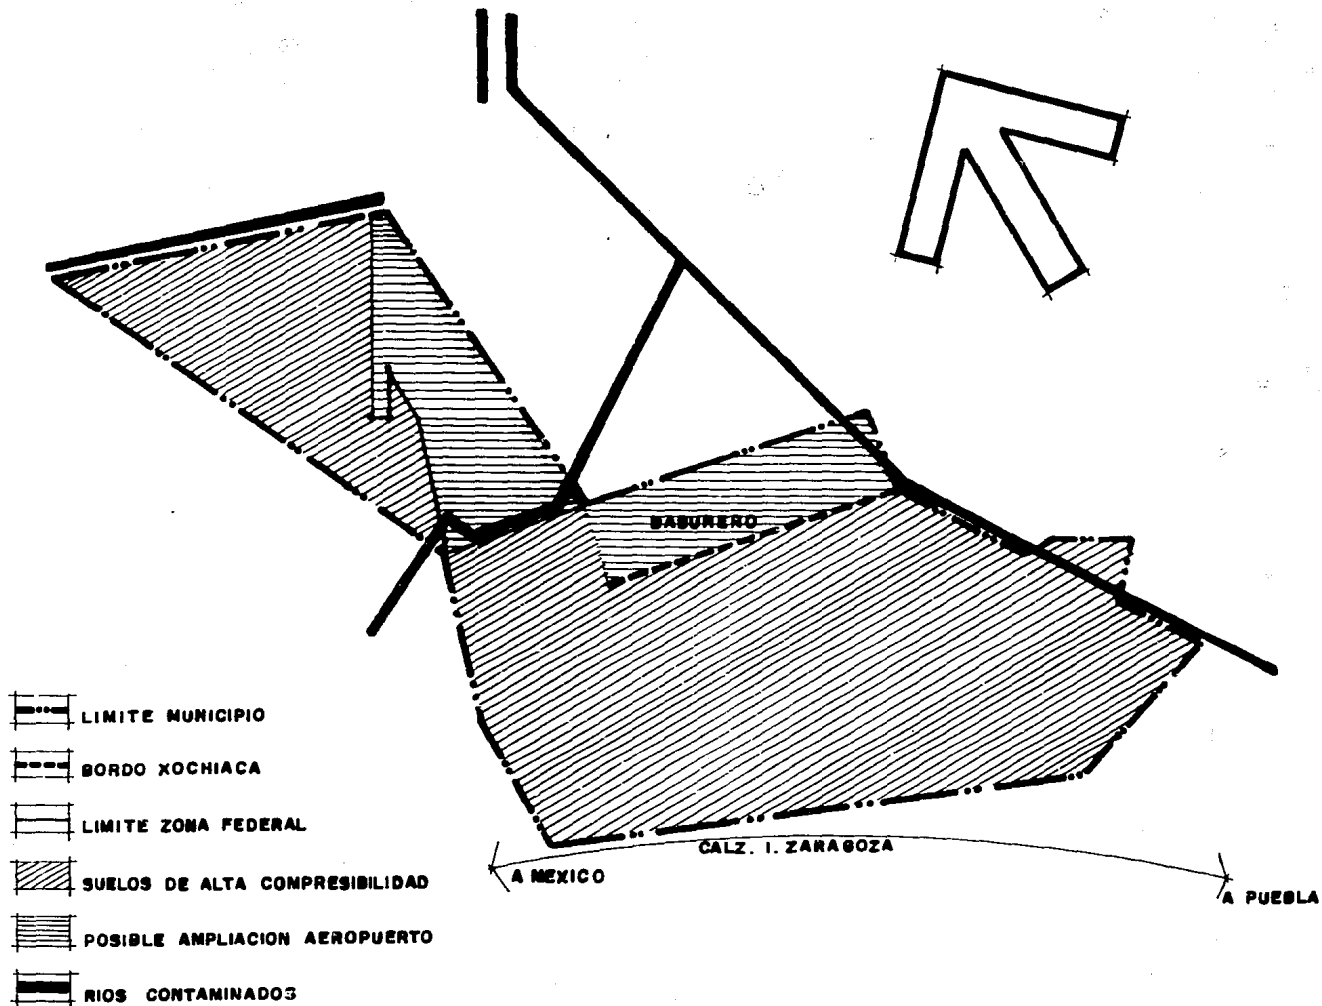 BASURERO
LIMITE MUNICIPIO
BORDO XOCHIACA
LIMITE ZONA FEDERAL
CALZ. I. ZARAGOZA
A MEXICO
SUELOS DE ALTA COMPRESIBILIDAD
A PUEBLA
POSIBLE AMPLIACION AEROPUERTO
RIOS CONTAMINADOS